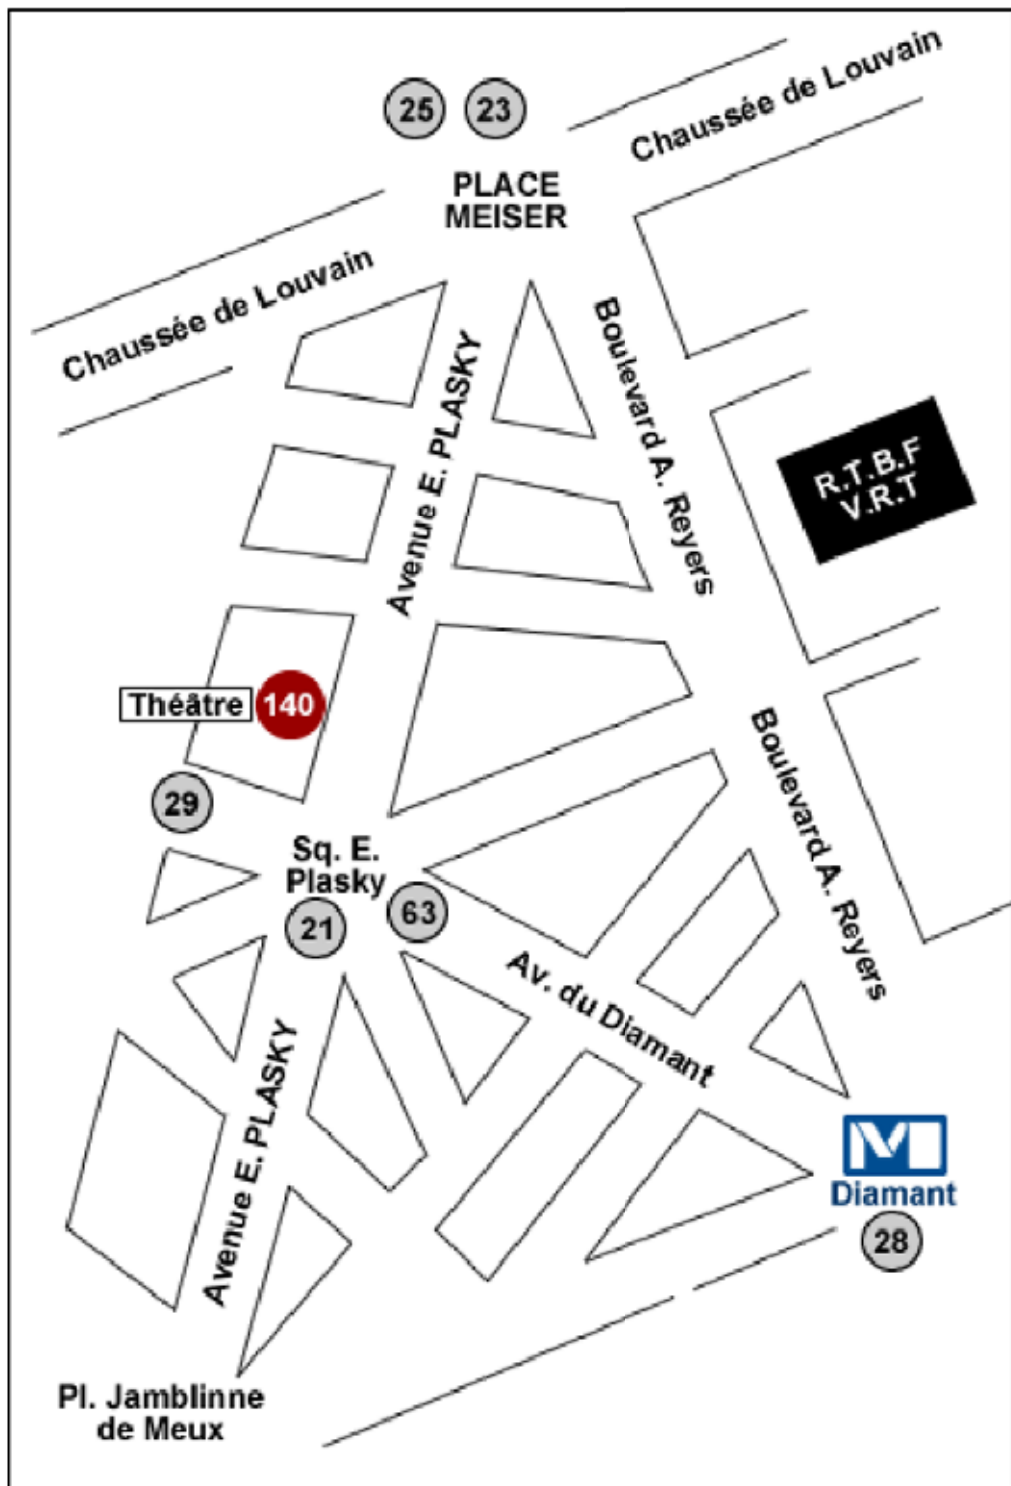 Chaussée de Louvain
25 23
PLACE
MEISER
Chaussée de Louvain
Boulevard A. Reyers
Avenue E. PLASKY
R.T.B.F
V.R.T
Théâtre 140
29
Boulevard A. Reyers
Sq. E.
Plasky
21
63
Av. du Diamant
Avenue E. PLASKY
M
Diamant
28
Pl. Jamblinne
de Meux